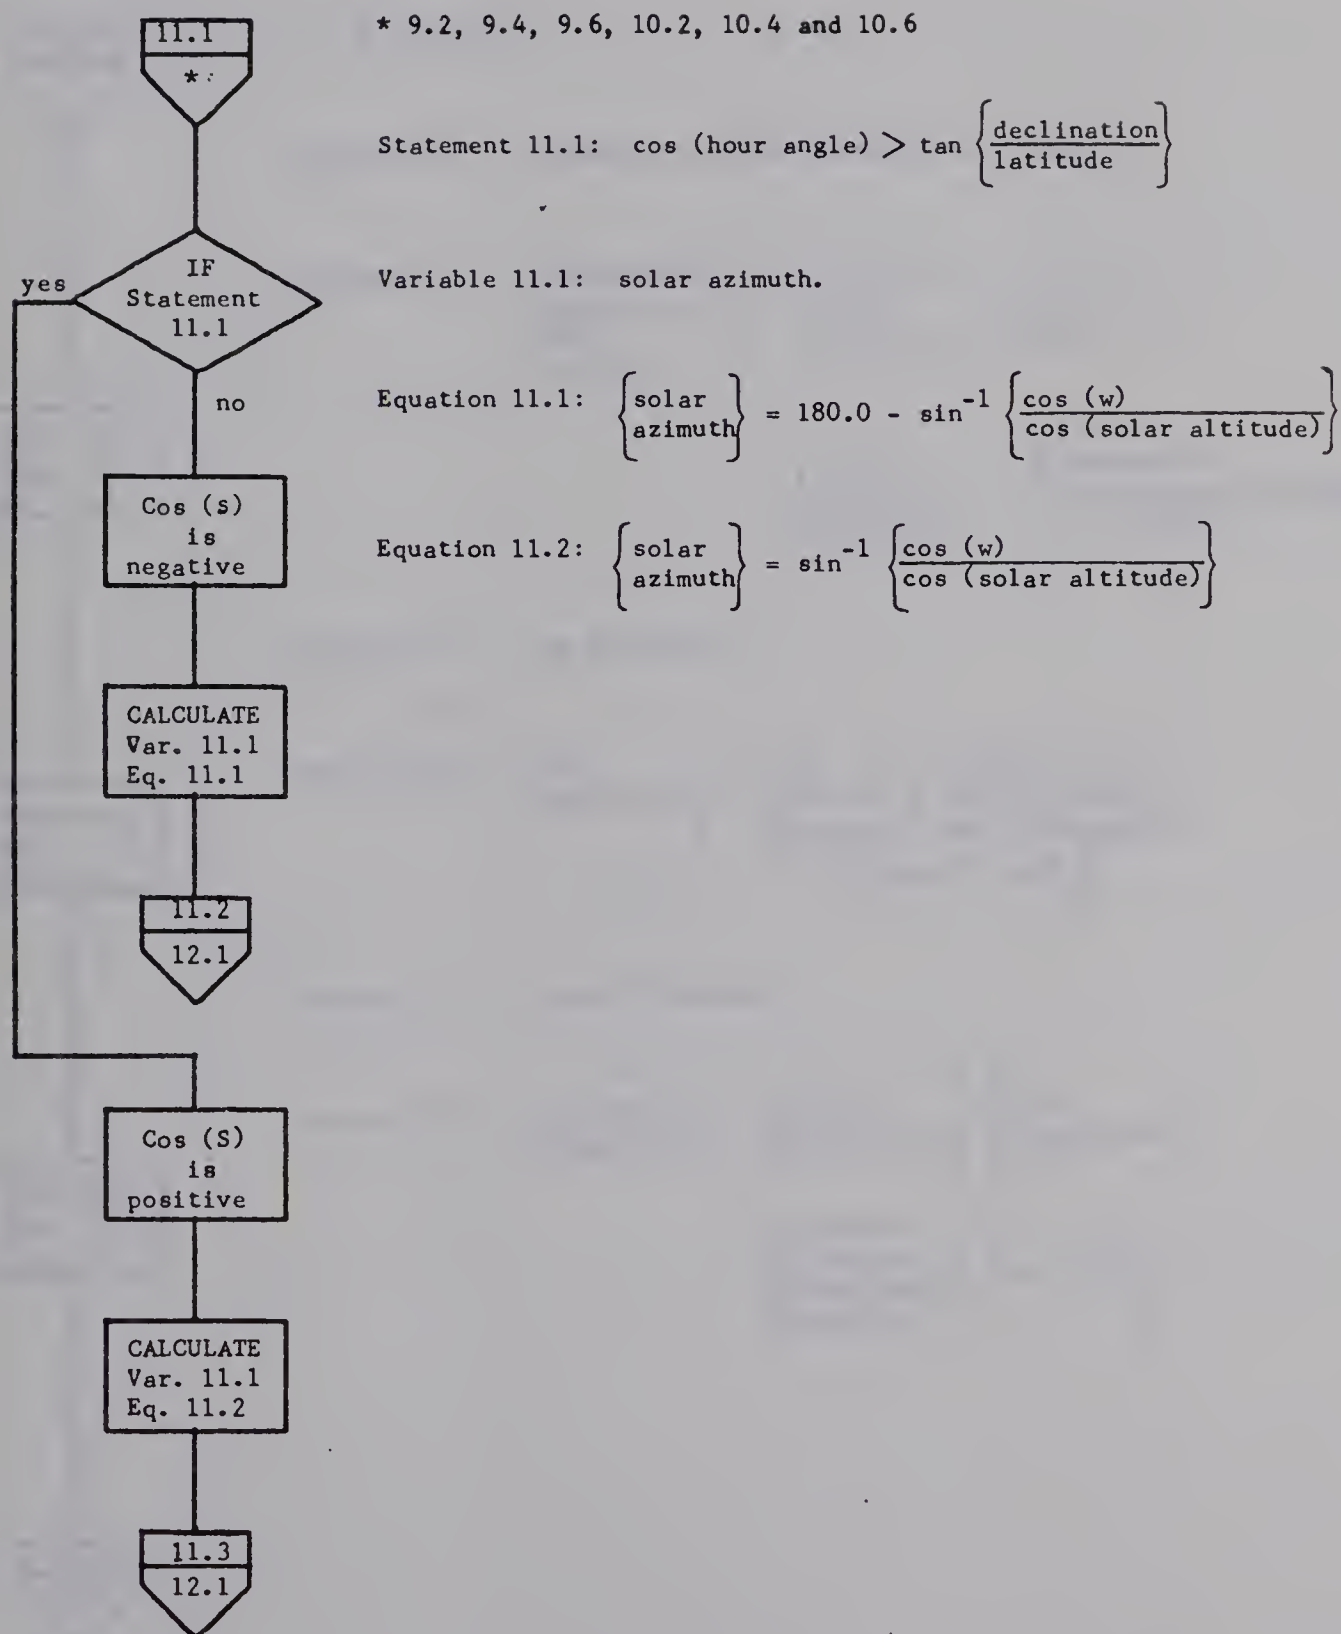 11.1
*
* 9.2, 9.4, 9.6, 10.2, 10.4 and 10.6
Statement 11.1: cos (hour angle) > tan {declination
latitude}
yes
IF
Statement
11.1
no
Variable 11.1: solar azimuth.
Equation 11.1: {solar
azimuth} = 180.0 - sin⁻¹ {cos (w)
cos (solar altitude)}
Cos (s)
is
negative
Equation 11.2: {solar
azimuth} = sin⁻¹ {cos (w)
cos (solar altitude)}
CALCULATE
Var. 11.1
Eq. 11.1
11.2
12.1
Cos (S)
is
positive
CALCULATE
Var. 11.1
Eq. 11.2
11.3
12.1